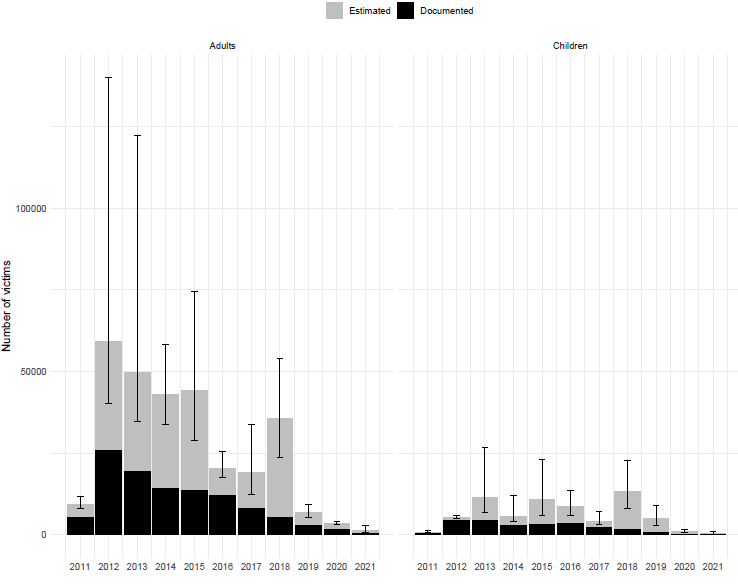 Estimated Documented
Adults Children
Number of victims
100000
50000
0
2011 2012 2013 2014 2015 2016 2017 2018 2019 2020 2021 2011 2012 2013 2014 2015 2016 2017 2018 2019 2020 2021